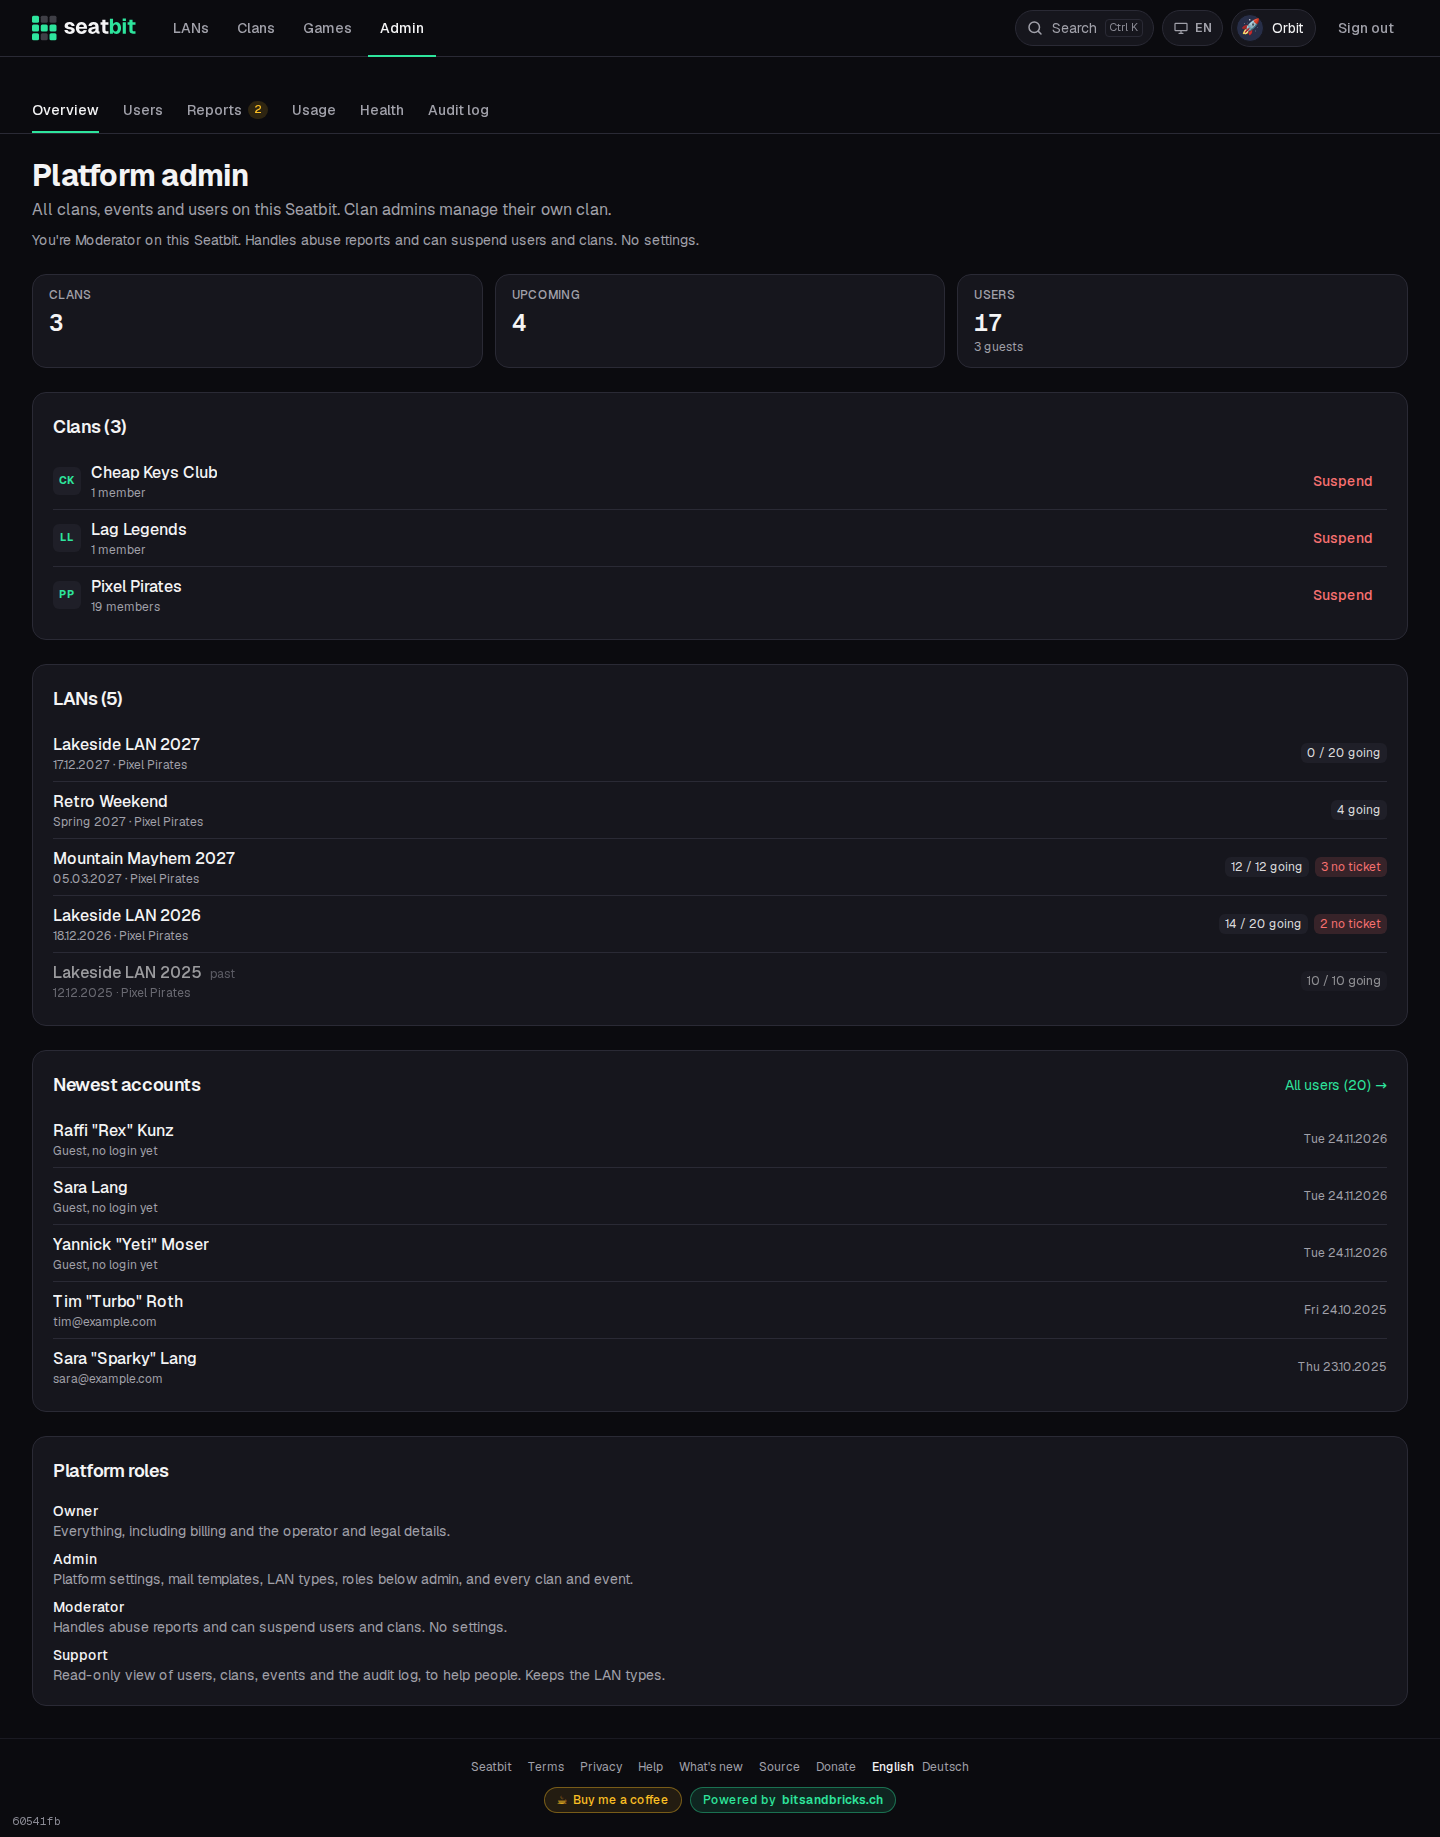 seatbit LANs Clans Games Admin Search Ctrl K EN Orbit Sign out
Overview Users Reports 2 Usage Health Audit log
Platform admin
All clans, events and users on this Seatbit. Clan admins manage their own clan.
You're Moderator on this Seatbit. Handles abuse reports and can suspend users and clans. No settings.
CLANS
3
UPCOMING
4
USERS
17
3 guests
Clans (3)
CK Cheap Keys Club
1 member
Suspend
LL Lag Legends
1 member
Suspend
PP Pixel Pirates
19 members
Suspend
LANs (5)
Lakeside LAN 2027
17.12.2027 · Pixel Pirates
0 / 20 going
Retro Weekend
Spring 2027 · Pixel Pirates
4 going
Mountain Mayhem 2027
05.03.2027 · Pixel Pirates
12 / 12 going 3 no ticket
Lakeside LAN 2026
18.12.2026 · Pixel Pirates
14 / 20 going 2 no ticket
Lakeside LAN 2025 past
12.12.2025 · Pixel Pirates
10 / 10 going
Newest accounts All users (20) →
Raffi "Rex" Kunz
Guest, no login yet
Tue 24.11.2026
Sara Lang
Guest, no login yet
Tue 24.11.2026
Yannick "Yeti" Moser
Guest, no login yet
Tue 24.11.2026
Tim "Turbo" Roth
tim@example.com
Fri 24.10.2025
Sara "Sparky" Lang
sara@example.com
Thu 23.10.2025
Platform roles
Owner
Everything, including billing and the operator and legal details.
Admin
Platform settings, mail templates, LAN types, roles below admin, and every clan and event.
Moderator
Handles abuse reports and can suspend users and clans. No settings.
Support
Read-only view of users, clans, events and the audit log, to help people. Keeps the LAN types.
Seatbit Terms Privacy Help What's new Source Donate English Deutsch
Buy me a coffee Powered by bitsandbricks.ch
60541fb